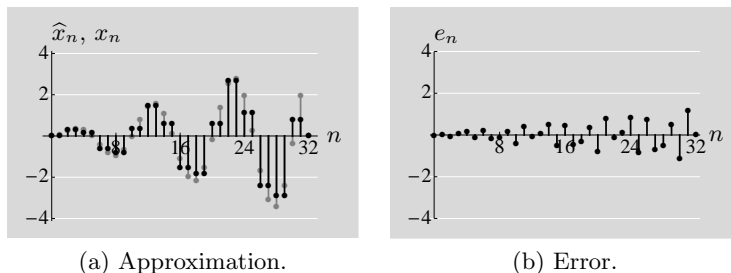 x̂ₙ, xₙ
4
2
8
16
24
32
n
−2
−4
(a) Approximation.
eₙ
4
2
8
16
24
32
n
−2
−4
(b) Error.